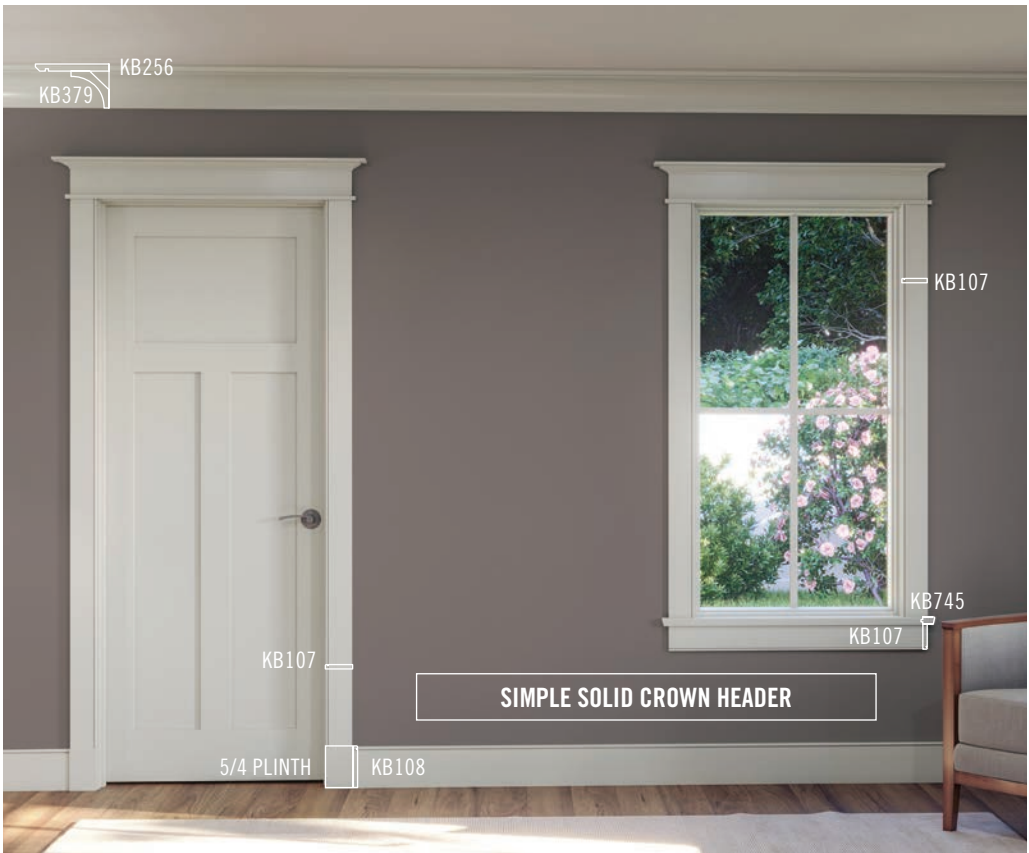 KB256
KB379
KB107
KB745
KB107
KB107
SIMPLE SOLID CROWN HEADER
5/4 PLINTH
KB108